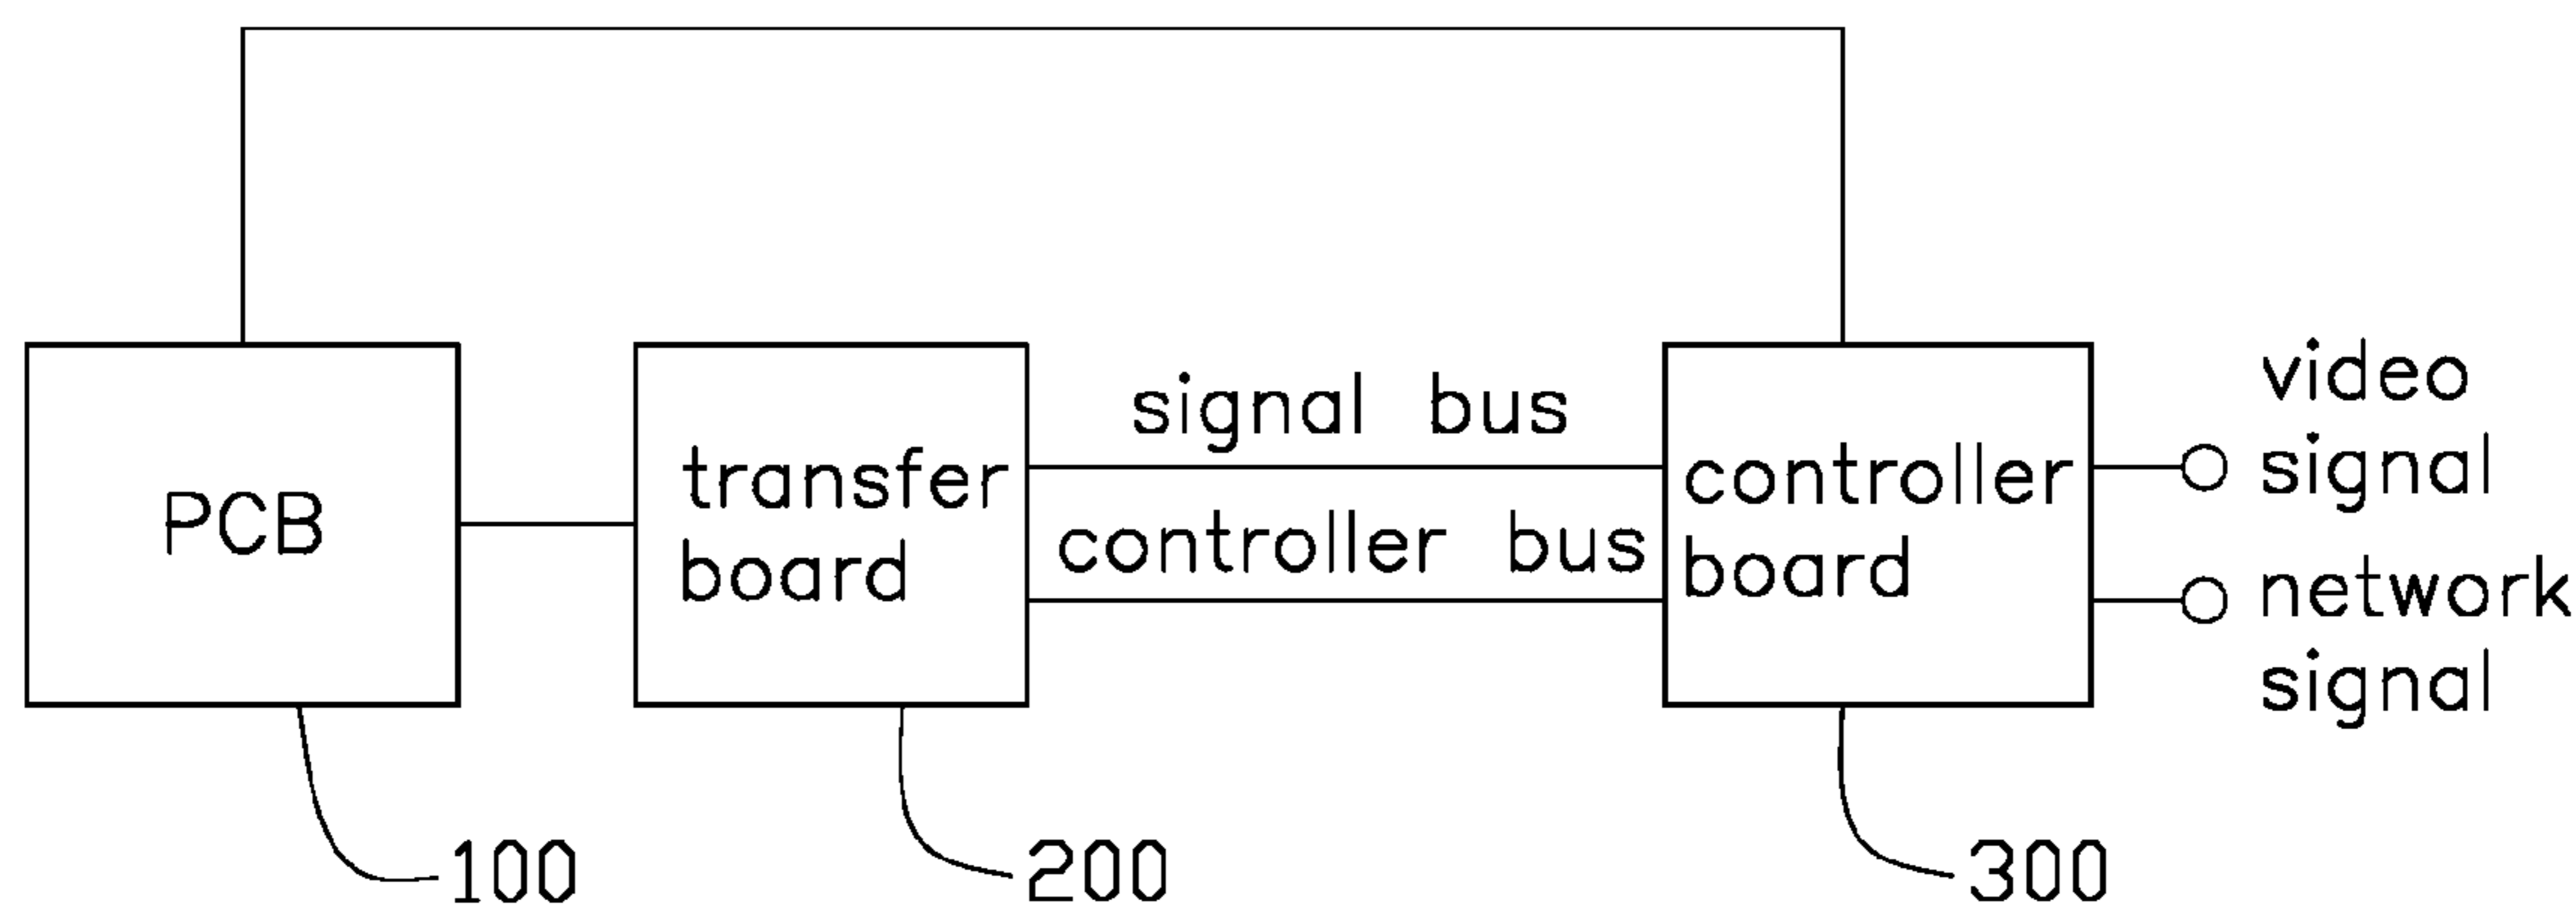 PCB
transfer
board
signal bus
controller bus
controller
board
video
signal
network
signal
100
200
300